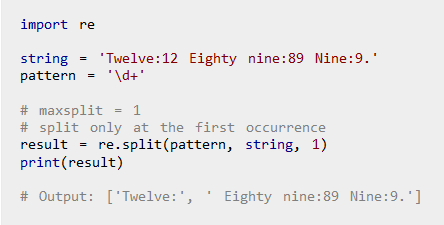 import re
string = 'Twelve:12 Eighty nine:89 Nine:9.'
pattern = '\d+'
# maxsplit = 1
# split only at the first occurrence
result = re.split(pattern, string, 1)
print(result)
# Output: ['Twelve:', ' Eighty nine:89 Nine:9.']